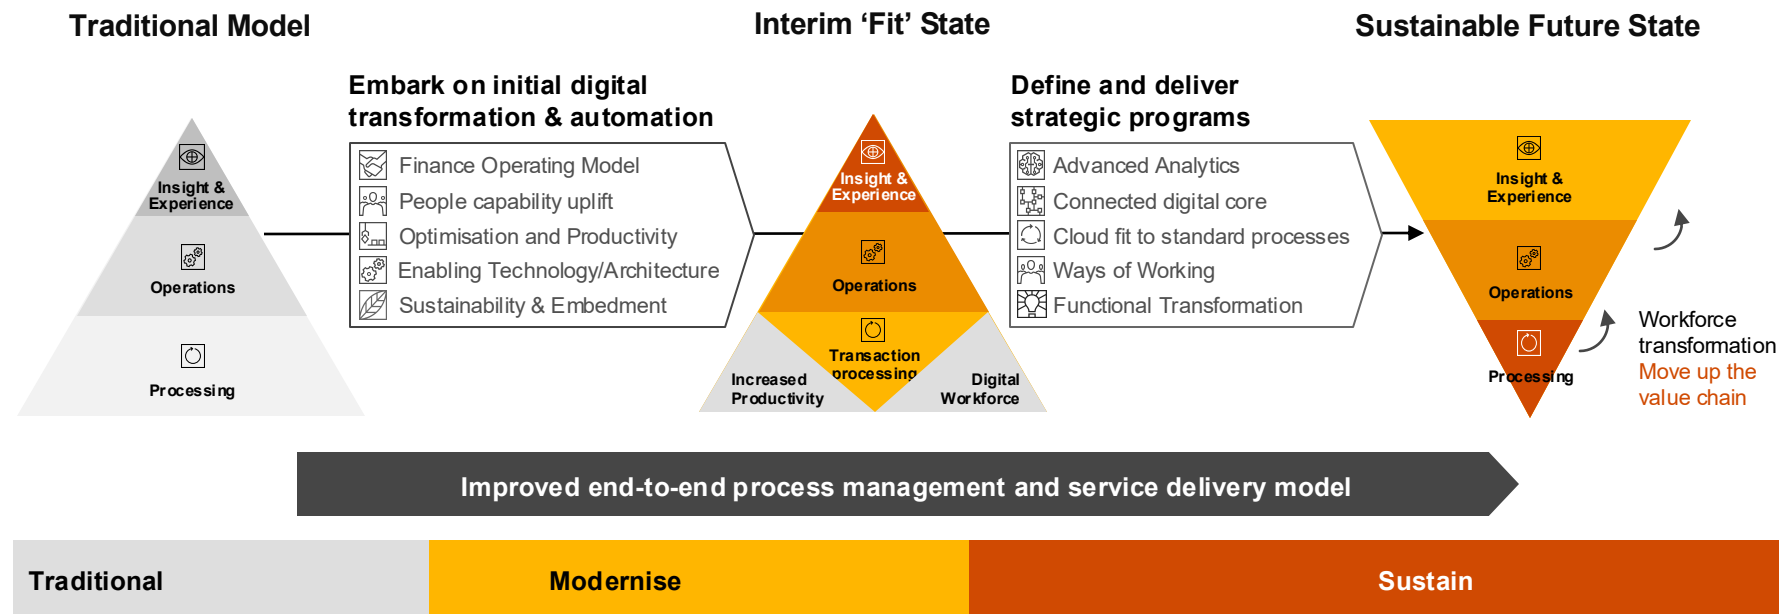 Traditional Model
Interim ‘Fit’ State
Sustainable Future State
Embark on initial digital
transformation & automation
Define and deliver
strategic programs
Insight &
Experience
Operations
Processing
Finance Operating Model
People capability uplift
Optimisation and Productivity
Enabling Technology/Architecture
Sustainability & Embedment
Insight &
Experience
Operations
Transaction
processing
Increased
Productivity
Digital
Workforce
Advanced Analytics
Connected digital core
Cloud fit to standard processes
Ways of Working
Functional Transformation
Insight &
Experience
Operations
Processing
Workforce
transformation
Move up the
value chain
Improved end-to-end process management and service delivery model
Traditional
Modernise
Sustain